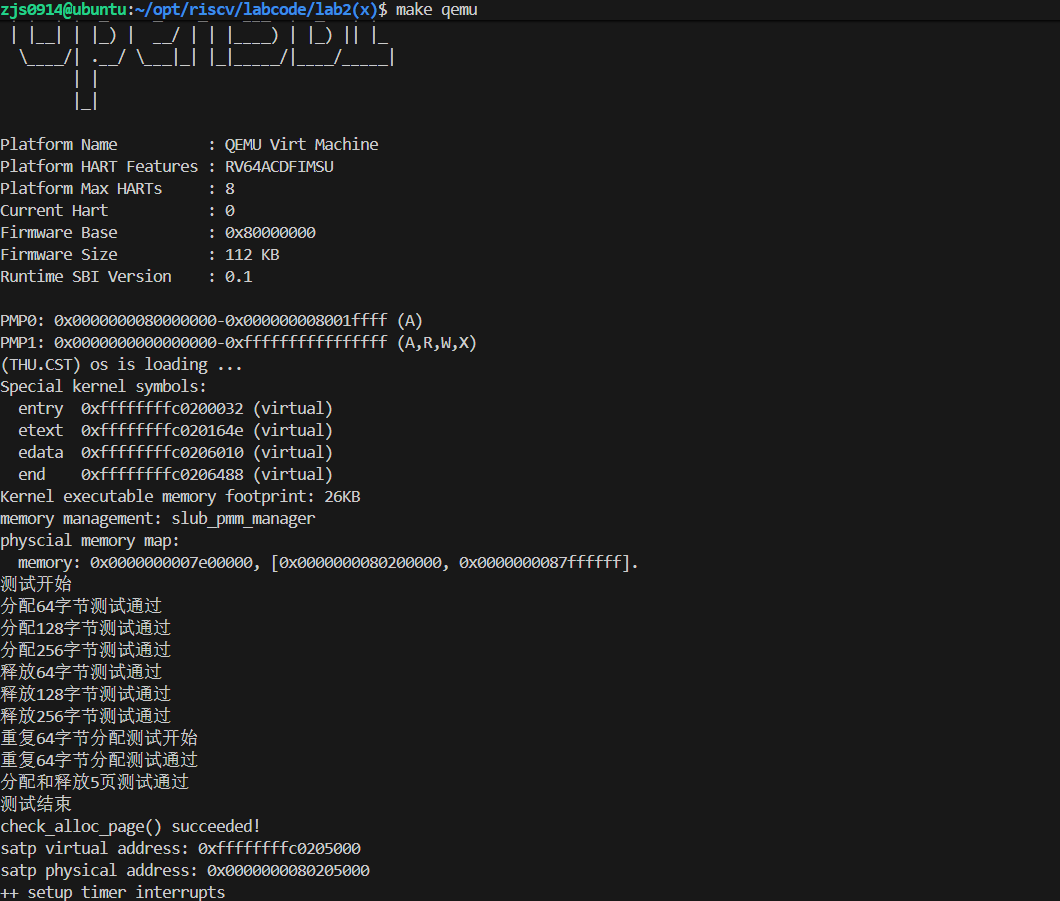 zjs0914@ubuntu:~/opt/riscv/labcode/lab2(x)$ make qemu
 | |__| | |_) |  __/ | | |____) | |_) || |_
  \____/| .__/ \___|_| |_|_____/|____/_____|
        | |
        |_|
Platform Name          : QEMU Virt Machine
Platform HART Features : RV64ACDFIMSU
Platform Max HARTs     : 8
Current Hart           : 0
Firmware Base          : 0x80000000
Firmware Size          : 112 KB
Runtime SBI Version    : 0.1
PMP0: 0x0000000080000000-0x000000008001ffff (A)
PMP1: 0x0000000000000000-0xffffffffffffffff (A,R,W,X)
(THU.CST) os is loading ...
Special kernel symbols:
  entry  0xffffffffc0200032 (virtual)
  etext  0xffffffffc020164e (virtual)
  edata  0xffffffffc0206010 (virtual)
  end    0xffffffffc0206488 (virtual)
Kernel executable memory footprint: 26KB
memory management: slub_pmm_manager
physcial memory map:
  memory: 0x0000000007e00000, [0x0000000080200000, 0x0000000087ffffff].
测试开始
分配64字节测试通过
分配128字节测试通过
分配256字节测试通过
释放64字节测试通过
释放128字节测试通过
释放256字节测试通过
重复64字节分配测试开始
重复64字节分配测试通过
分配和释放5页测试通过
测试结束
check_alloc_page() succeeded!
satp virtual address: 0xffffffffc0205000
satp physical address: 0x0000000080205000
++ setup timer interrupts